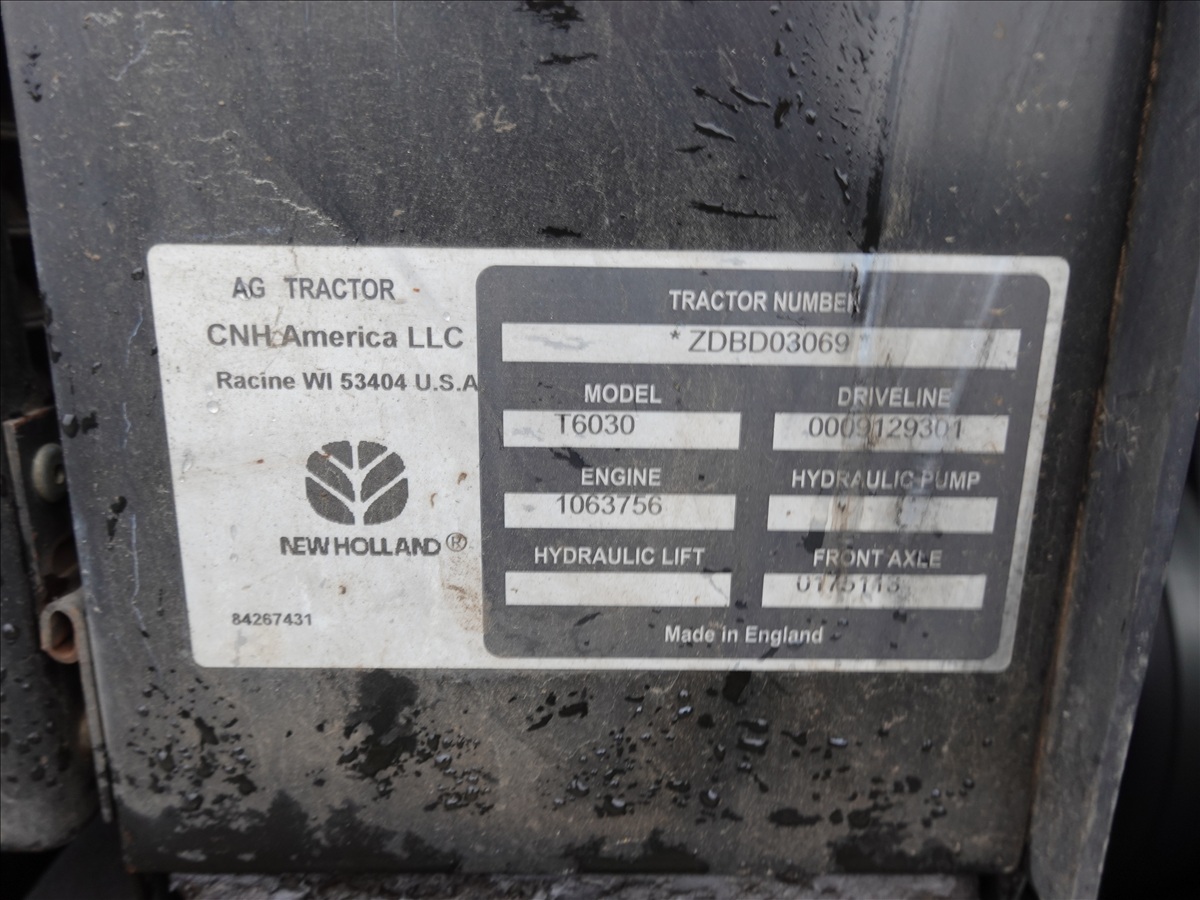 AG TRACTOR
CNH America LLC
Racine WI 53404 U.S.A
NEW HOLLAND®
84267431
TRACTOR NUMBER
*ZDBD03069*
MODEL
T6030
DRIVELINE
0009129301
ENGINE
1063756
HYDRAULIC PUMP
HYDRAULIC LIFT
FRONT AXLE
0175113
Made in England